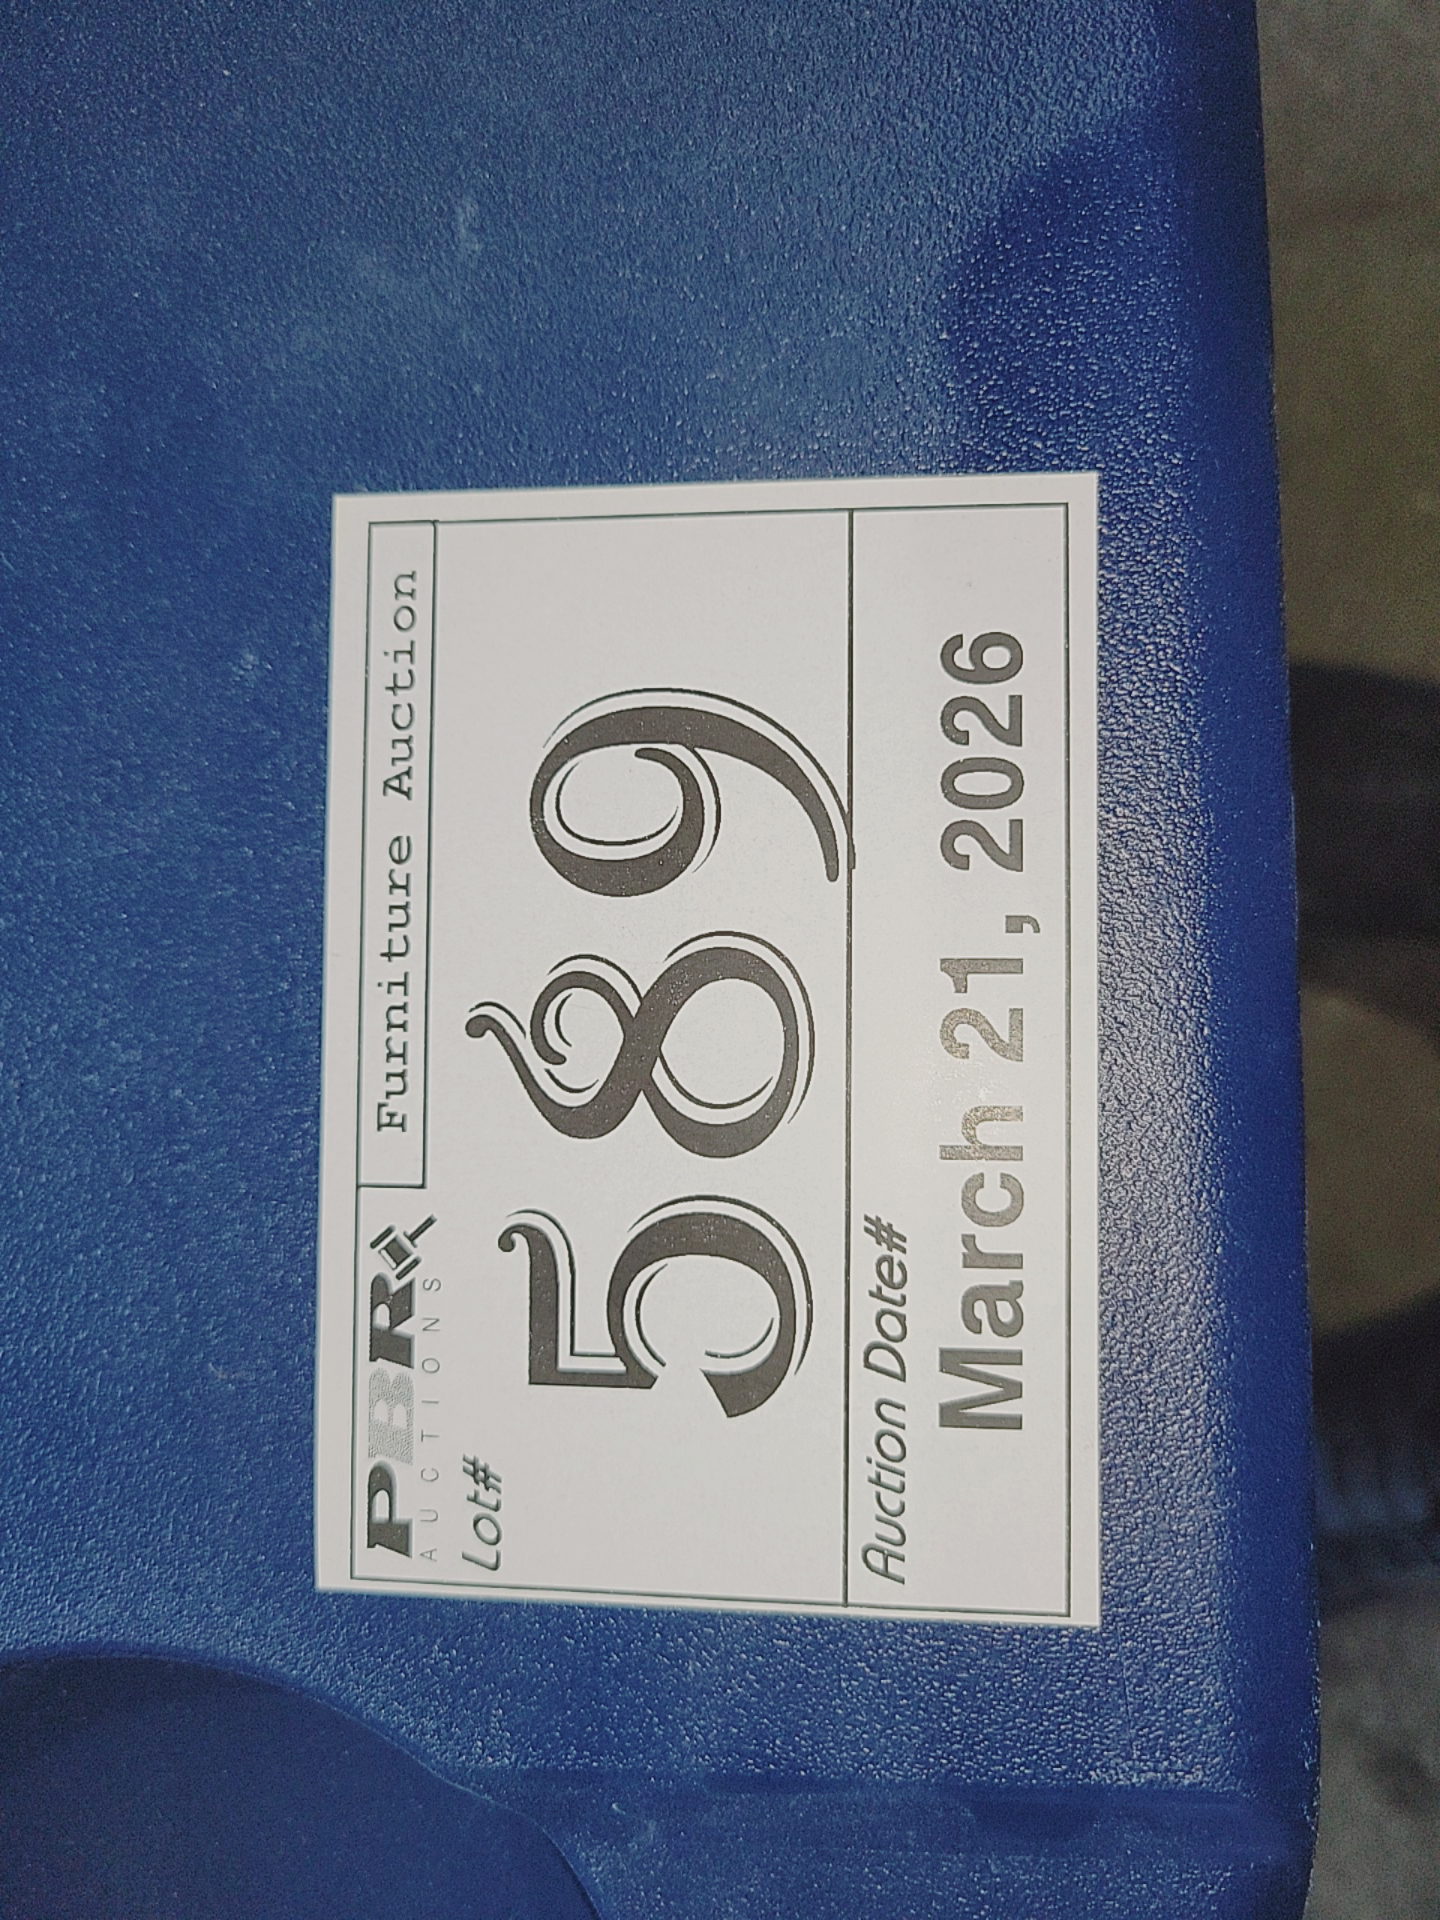 PBR
AUCTIONS
Furniture Auction
Lot#
589
Auction Date#
March 21, 2026